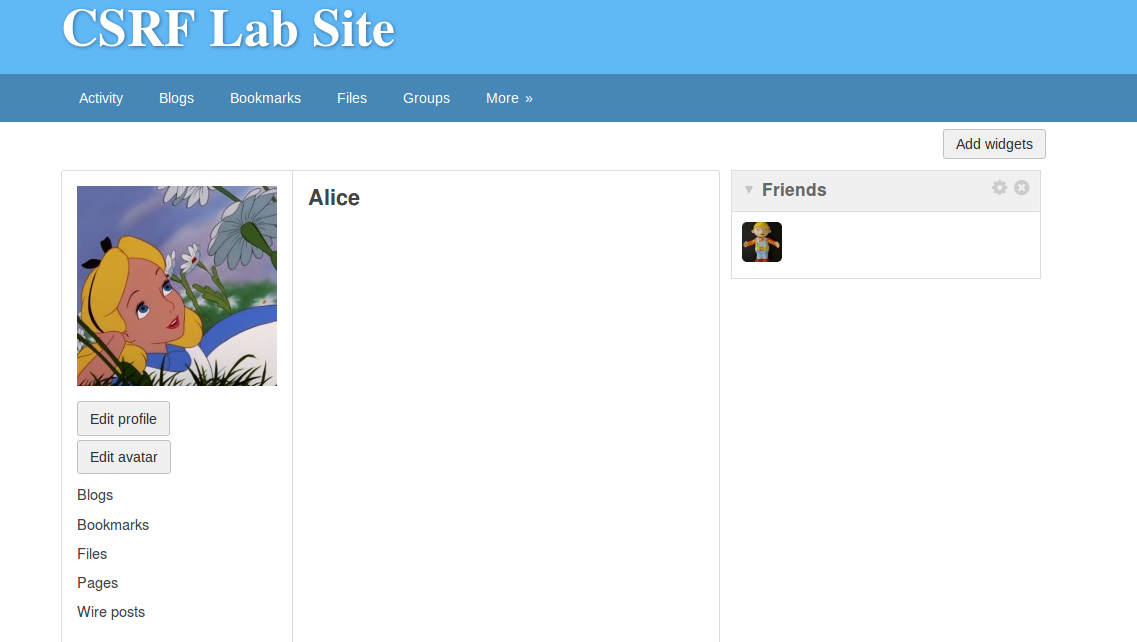 CSRF Lab Site
Activity Blogs Bookmarks Files Groups More »
Add widgets
Alice
Friends
Edit profile
Edit avatar
Blogs
Bookmarks
Files
Pages
Wire posts